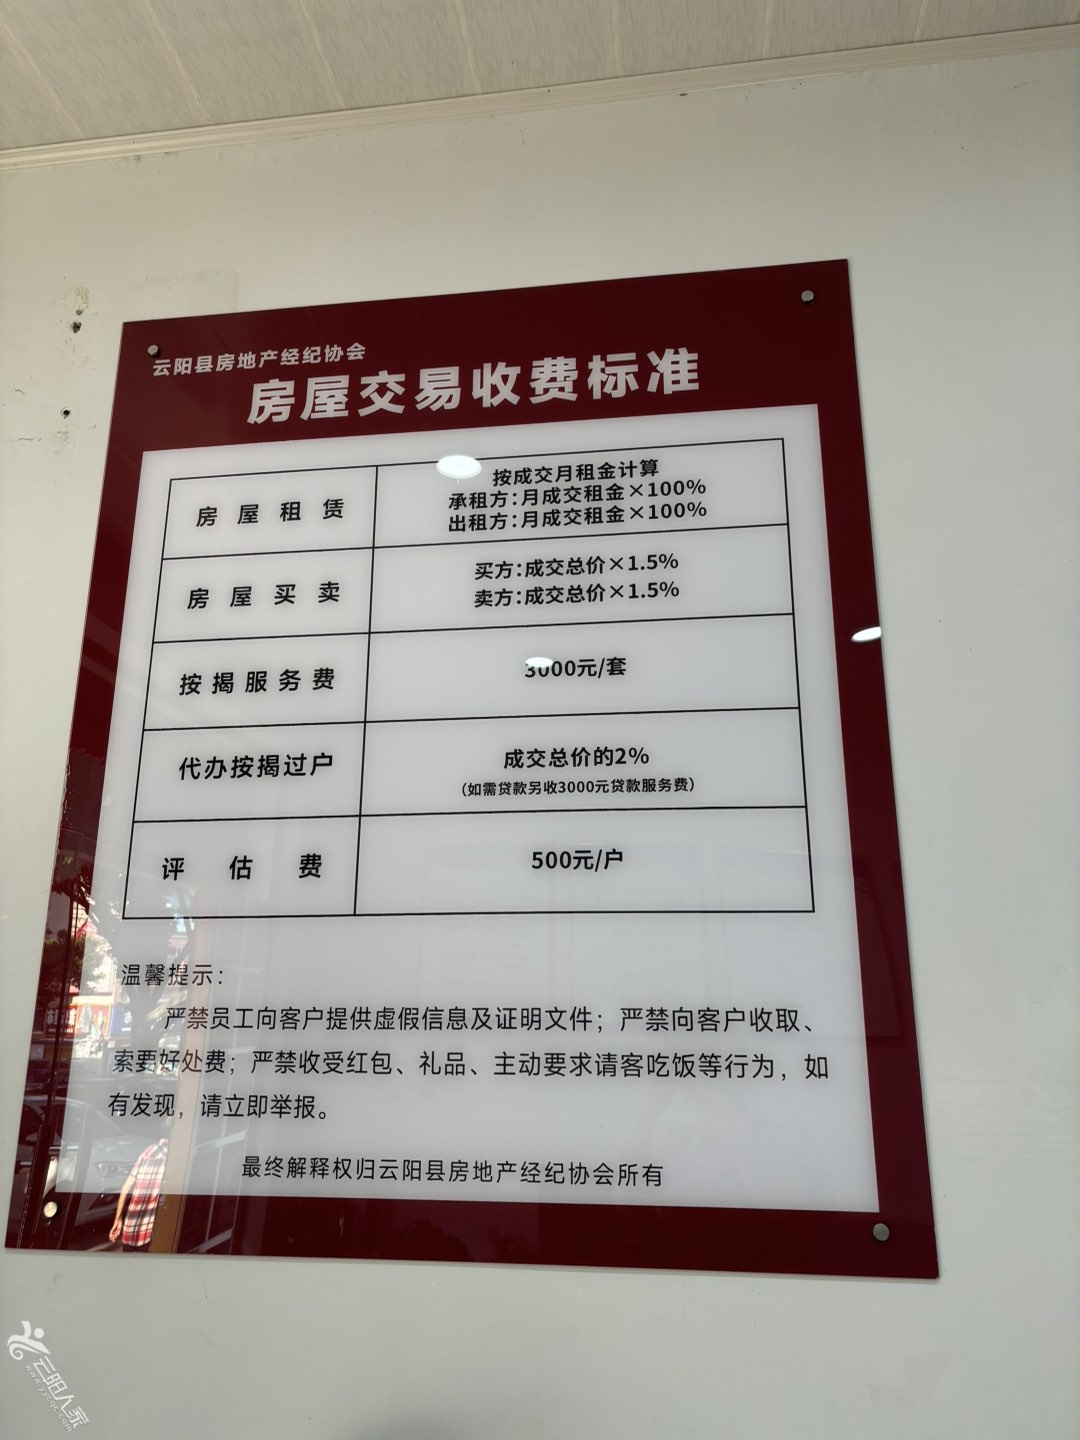 云阳县房地产经纪协会
房屋交易收费标准
房屋租赁
按成交月租金计算
承租方:月成交租金×100%
出租方:月成交租金×100%
房屋买卖
买方:成交总价×1.5%
卖方:成交总价×1.5%
按揭服务费
3000元/套
代办按揭过户
成交总价的2%
(如需贷款另收3000元贷款服务费)
评估费
500元/户
温馨提示:
严禁员工向客户提供虚假信息及证明文件；严禁向客户收取、
索要好处费；严禁收受红包、礼品、主动要求请客吃饭等行为，如
有发现，请立即举报。
最终解释权归云阳县房地产经纪协会所有
云阳人家
www.yycqc.com